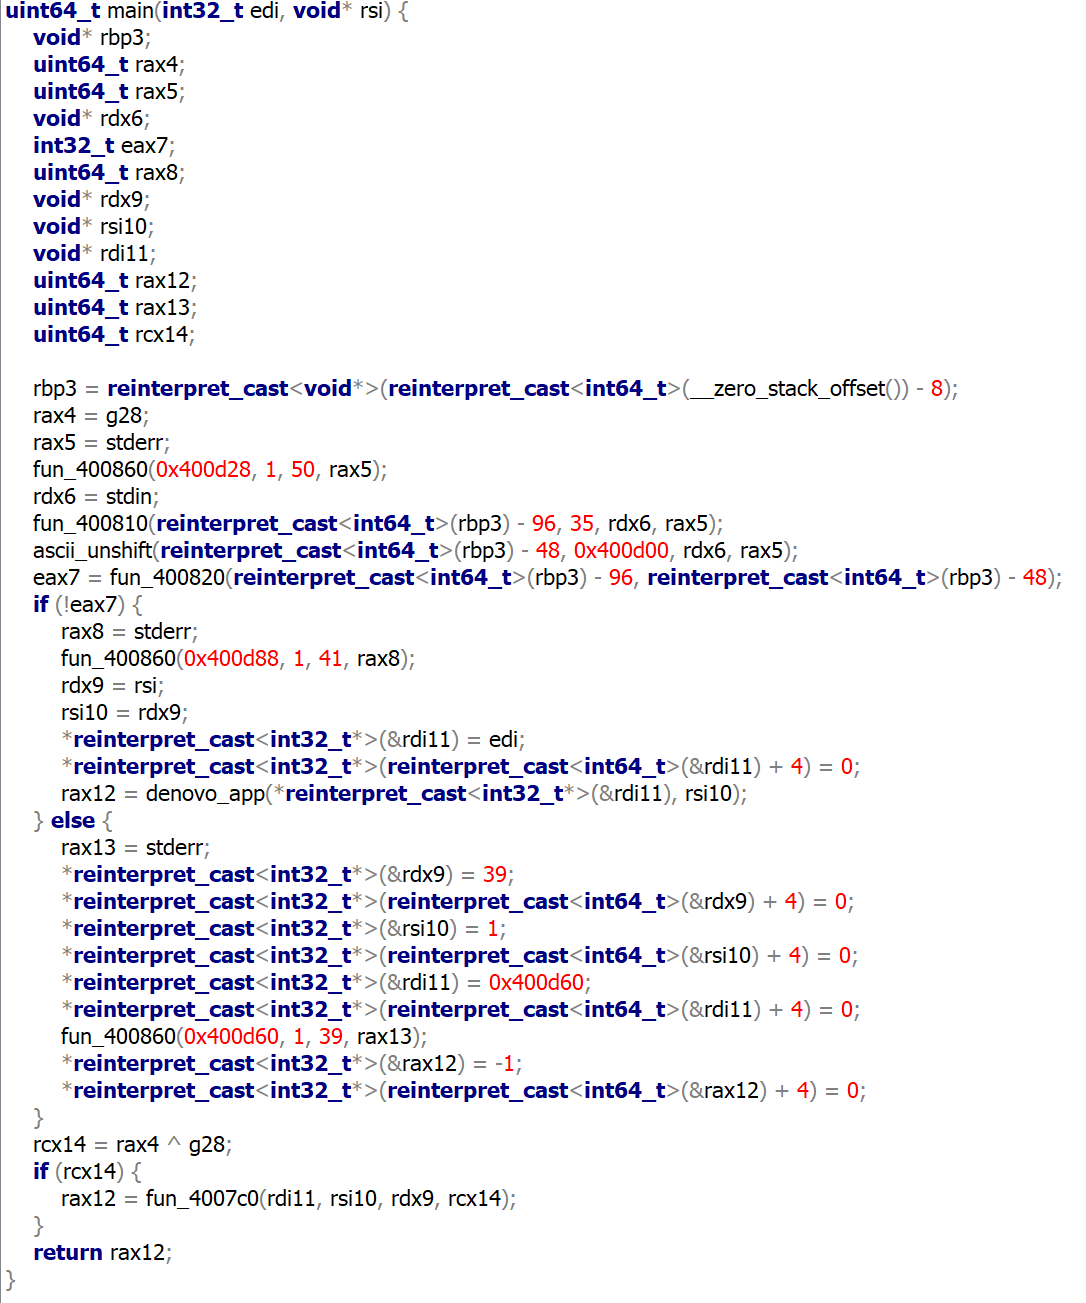 uint64_t main(int32_t edi, void* rsi) {
void* rbp3;
uint64_t rax4;
uint64_t rax5;
void* rdx6;
int32_t eax7;
uint64_t rax8;
void* rdx9;
void* rsi10;
void* rdi11;
uint64_t rax12;
uint64_t rax13;
uint64_t rcx14;
rbp3 = reinterpret_cast<void*>(reinterpret_cast<int64_t>(__zero_stack_offset()) - 8);
rax4 = g28;
rax5 = stderr;
fun_400860(0x400d28, 1, 50, rax5);
rdx6 = stdin;
fun_400810(reinterpret_cast<int64_t>(rbp3) - 96, 35, rdx6, rax5);
ascii_unshift(reinterpret_cast<int64_t>(rbp3) - 48, 0x400d00, rdx6, rax5);
eax7 = fun_400820(reinterpret_cast<int64_t>(rbp3) - 96, reinterpret_cast<int64_t>(rbp3) - 48);
if (!eax7) {
rax8 = stderr;
fun_400860(0x400d88, 1, 41, rax8);
rdx9 = rsi;
rsi10 = rdx9;
*reinterpret_cast<int32_t*>(&rdi11) = edi;
*reinterpret_cast<int32_t*>(reinterpret_cast<int64_t>(&rdi11) + 4) = 0;
rax12 = denovo_app(*reinterpret_cast<int32_t*>(&rdi11), rsi10);
} else {
rax13 = stderr;
*reinterpret_cast<int32_t*>(&rdx9) = 39;
*reinterpret_cast<int32_t*>(reinterpret_cast<int64_t>(&rdx9) + 4) = 0;
*reinterpret_cast<int32_t*>(&rsi10) = 1;
*reinterpret_cast<int32_t*>(reinterpret_cast<int64_t>(&rsi10) + 4) = 0;
*reinterpret_cast<int32_t*>(&rdi11) = 0x400d60;
*reinterpret_cast<int32_t*>(reinterpret_cast<int64_t>(&rdi11) + 4) = 0;
fun_400860(0x400d60, 1, 39, rax13);
*reinterpret_cast<int32_t*>(&rax12) = -1;
*reinterpret_cast<int32_t*>(reinterpret_cast<int64_t>(&rax12) + 4) = 0;
}
rcx14 = rax4 ^ g28;
if (rcx14) {
rax12 = fun_4007c0(rdi11, rsi10, rdx9, rcx14);
}
return rax12;
}